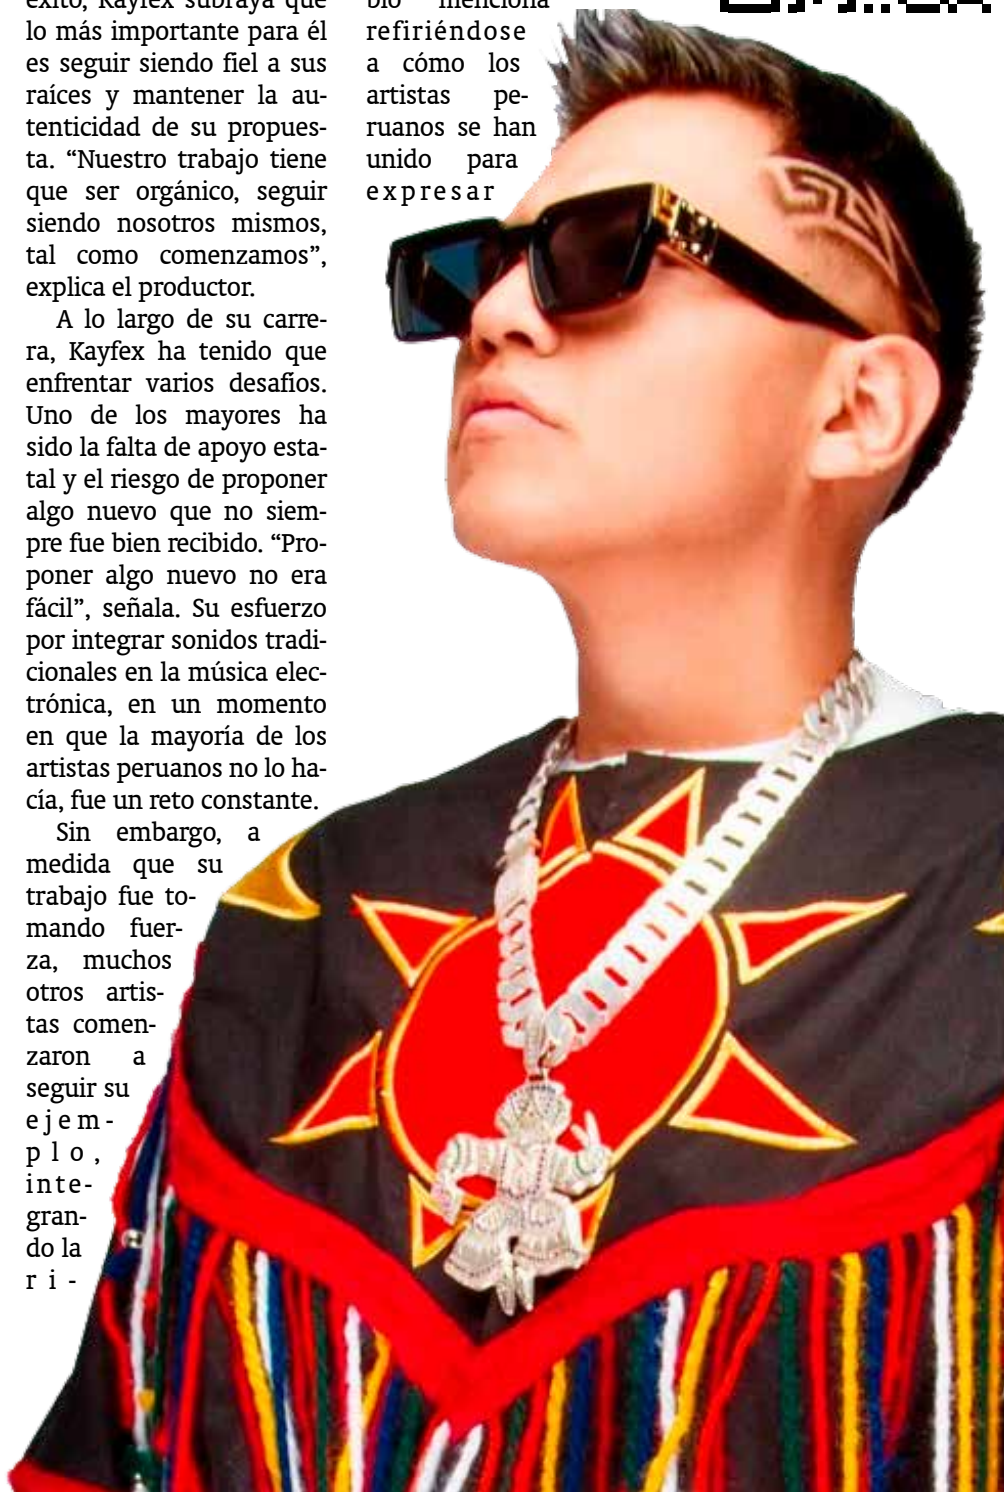 éxito, Kayfex subraya que
lo más importante para él
es seguir siendo fiel a sus
raíces y mantener la au-
tenticidad de su propues-
ta. “Nuestro trabajo tiene
que ser orgánico, seguir
siendo nosotros mismos,
tal como comenzamos”,
explica el productor.
A lo largo de su carre-
ra, Kayfex ha tenido que
enfrentar varios desafíos.
Uno de los mayores ha
sido la falta de apoyo esta-
tal y el riesgo de proponer
algo nuevo que no siem-
pre fue bien recibido. “Pro-
poner algo nuevo no era
fácil”, señala. Su esfuerzo
por integrar sonidos tradi-
cionales en la música elec-
trónica, en un momento
en que la mayoría de los
artistas peruanos no lo ha-
cía, fue un reto constante.
Sin embargo, a
medida que su
trabajo fue to-
mando fuer-
za, muchos
otros artis-
tas comen-
zaron a
seguir su
ejem-
plo,
inte-
gran-
do la
ri-
bio menciona
refiriéndose
a cómo los
artistas pe-
ruanos se han
unido para
expresar